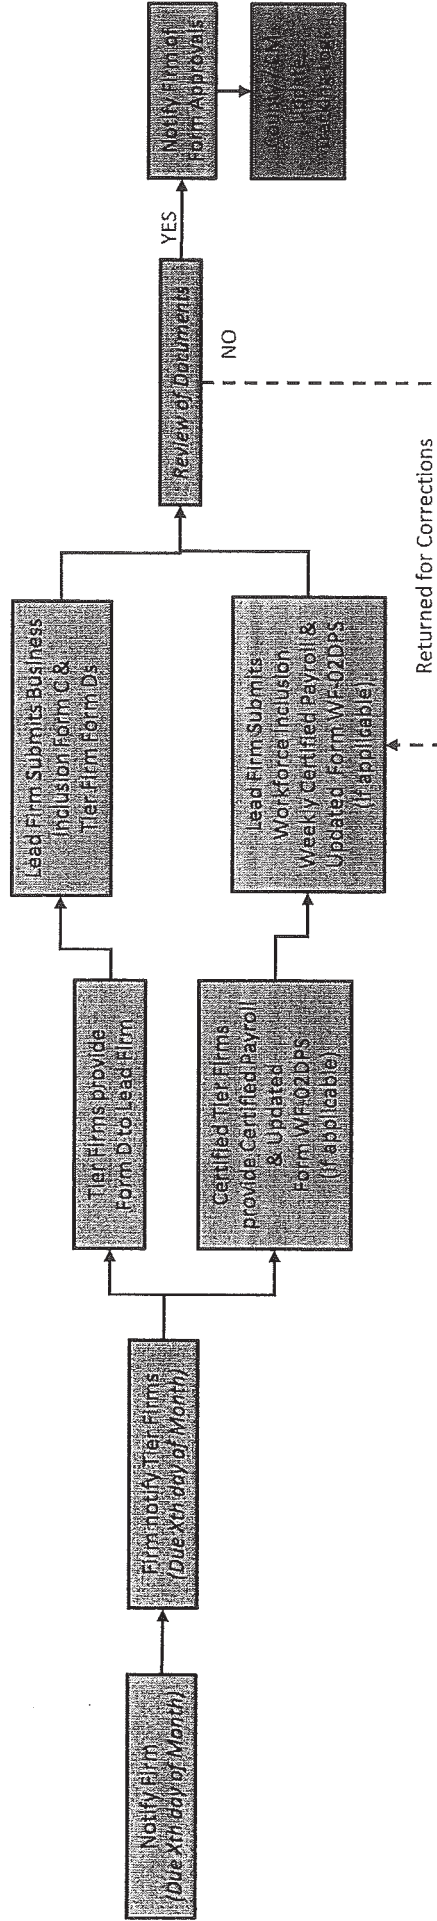 Notify Firm
(Due Xth day of Month)
Firm notify Tier Firms
(Due Xth day of Month)
Tier Firms provide
Form D to Lead Firm
Certified Tier Firms
provide Certified Payroll
& Updated
Form WF-02DPS
(if applicable)
Lead Firm Submits Business
Inclusion Form C &
Tier Firm Form Ds
Lead Firm Submits
Workforce Inclusion
Weekly Certified Payroll &
Updated Form WF-02DPS
(if applicable)
Returned for Corrections
Review of Documents
NO
YES
Notify Firm of
Form Approvals
Update
Tracking Logs